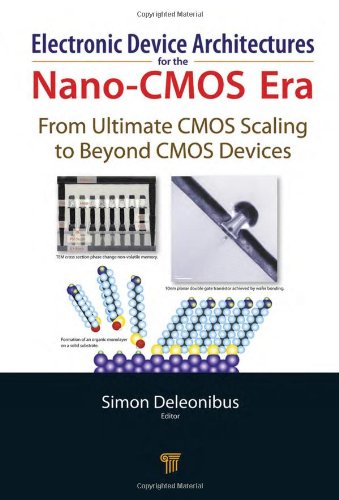 Copyrighted Material
Electronic Device Architectures
for the
Nano-CMOS Era
From Ultimate CMOS Scaling
to Beyond CMOS Devices
TEM cross section phase change non-volatile memory.
10nm planar double gate transistor achieved by wafer bonding.
Formation of an organic monolayer
on a solid substrate.
Simon Deleonibus
Editor
Copyrighted Material